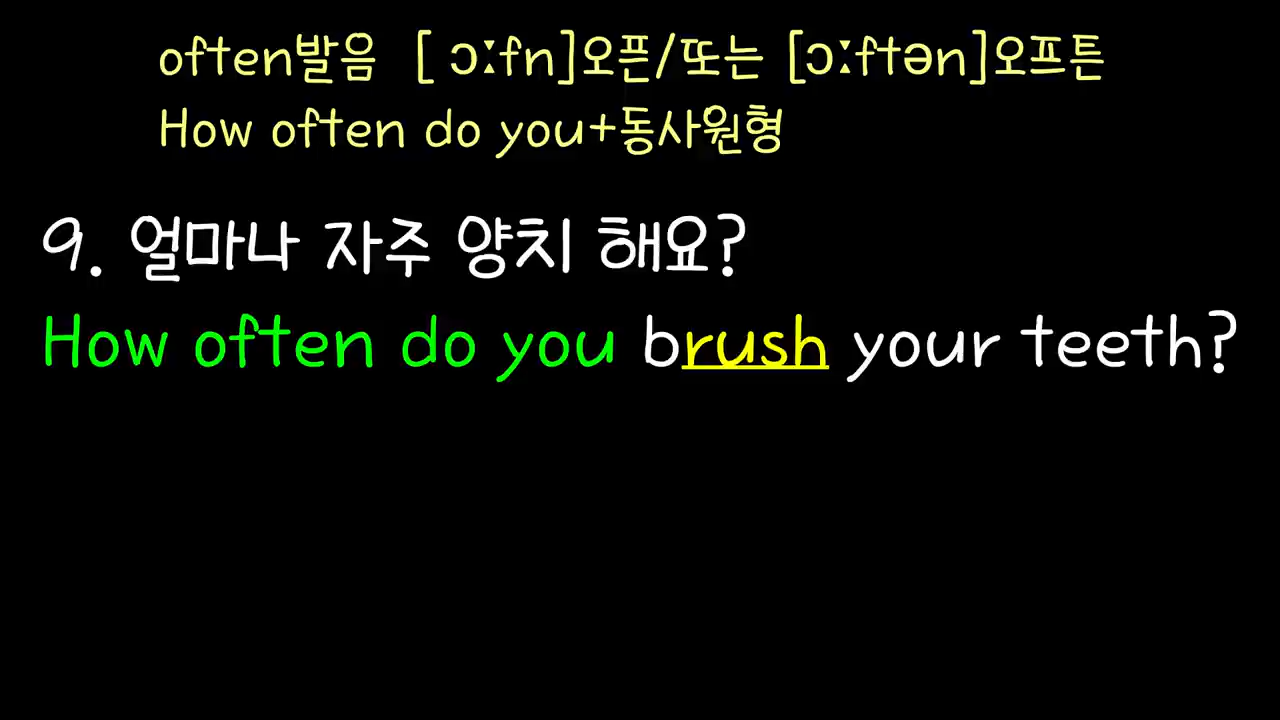 often발음 [ ɔːfn]오픈/또는 [ɔːftən]오프튼
How often do you+동사원형
9. 얼마나 자주 양치 해요?
How often do you brush your teeth?